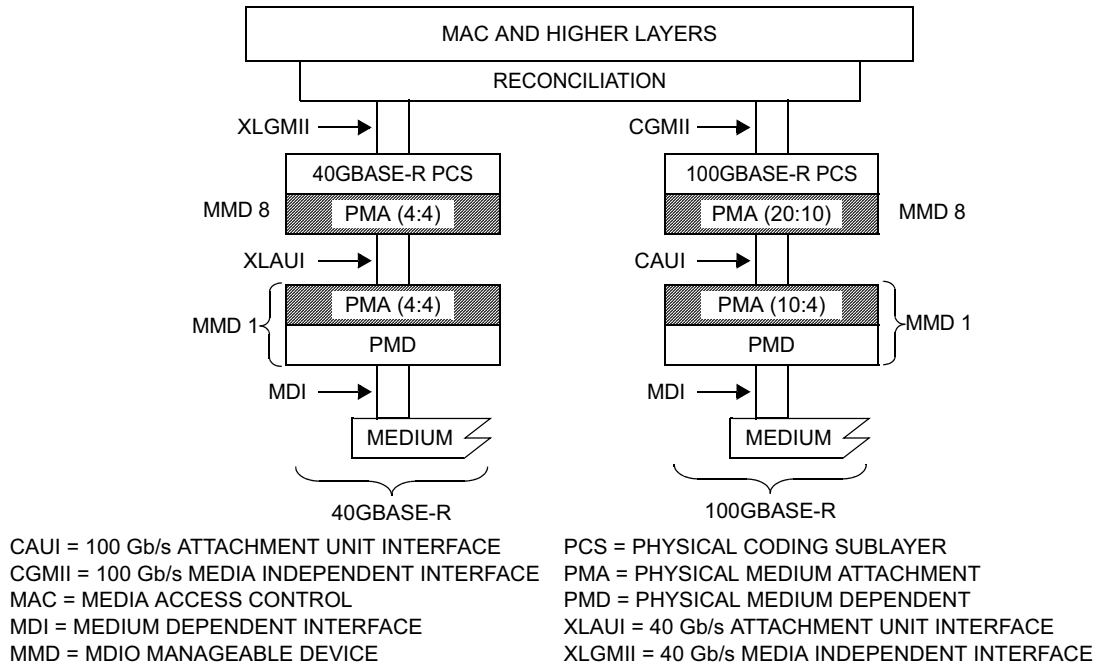 MAC AND HIGHER LAYERS
RECONCILIATION
XLGMII
CGMII
40GBASE-R PCS
100GBASE-R PCS
MMD 8
PMA (4:4)
PMA (20:10)
MMD 8
XLAUI
CAUI
PMA (4:4)
PMA (10:4)
MMD 1
MMD 1
PMD
PMD
MDI
MDI
MEDIUM
MEDIUM
40GBASE-R
100GBASE-R
CAUI = 100 Gb/s ATTACHMENT UNIT INTERFACE
CGMII = 100 Gb/s MEDIA INDEPENDENT INTERFACE
MAC = MEDIA ACCESS CONTROL
MDI = MEDIUM DEPENDENT INTERFACE
MMD = MDIO MANAGEABLE DEVICE
PCS = PHYSICAL CODING SUBLAYER
PMA = PHYSICAL MEDIUM ATTACHMENT
PMD = PHYSICAL MEDIUM DEPENDENT
XLAUI = 40 Gb/s ATTACHMENT UNIT INTERFACE
XLGMII = 40 Gb/s MEDIA INDEPENDENT INTERFACE